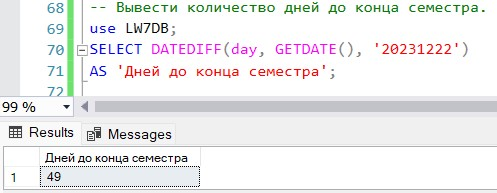 68 -- Вывести количество дней до конца семестра.
69 use LW7DB;
70 SELECT DATEDIFF(day, GETDATE(), '20231222')
71 AS 'Дней до конца семестра';
72
99 %
Results Messages
Дней до конца семестра
1 49